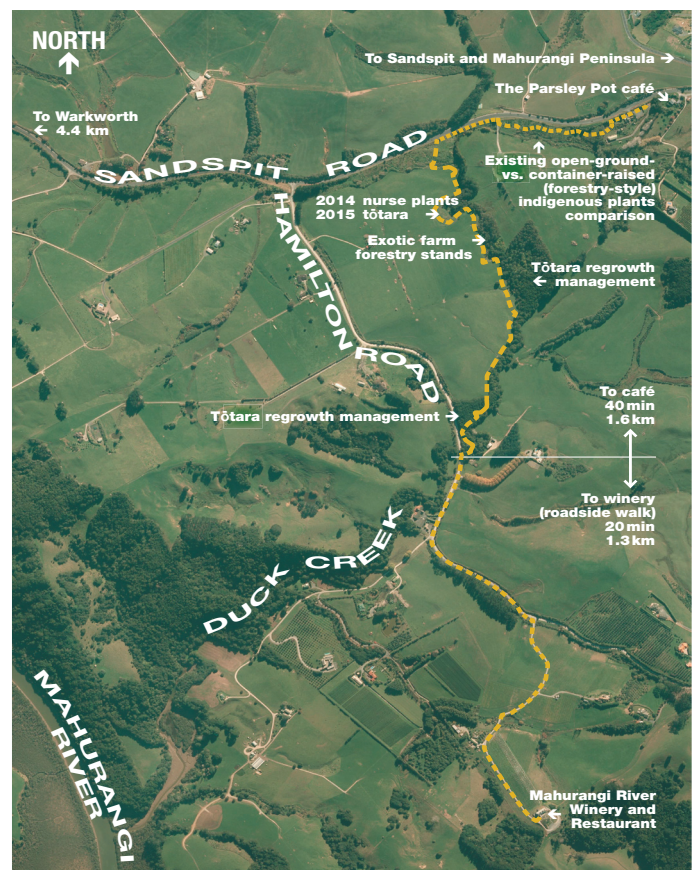 NORTH
To Sandspit and Mahurangi Peninsula →
The Parsley Pot café
To Warkworth
← 4.4 km
SANDSPIT ROAD
Existing open-ground-
vs. container-raised
(forestry-style)
indigenous plants
comparison
2014 nurse plants
2015 tōtara →
HAMILTON ROAD
Exotic farm →
forestry stands
Tōtara regrowth
← management
To café
40 min
1.6 km
Tōtara regrowth management →
To winery
(roadside walk)
20 min
1.3 km
DUCK CREEK
MAHURANGI
RIVER
Mahurangi River
← Winery and
Restaurant